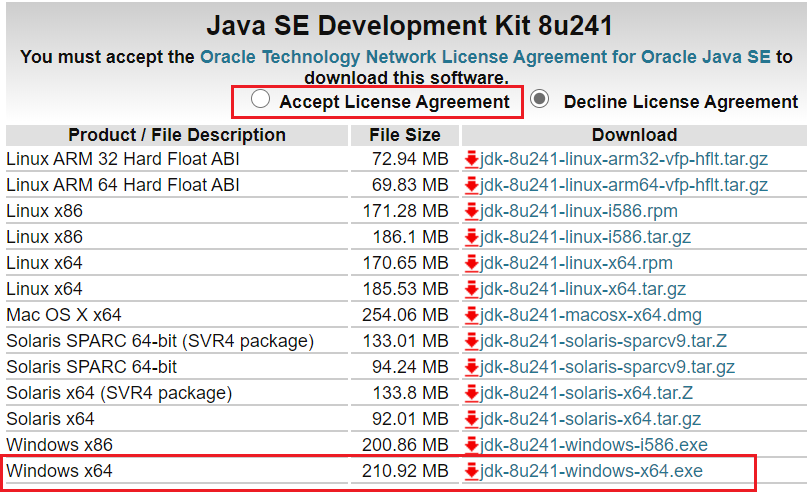 Java SE Development Kit 8u241
You must accept the Oracle Technology Network License Agreement for Oracle Java SE to
download this software.
Accept License Agreement Decline License Agreement
Product / File Description File Size Download
Linux ARM 32 Hard Float ABI 72.94 MB jdk-8u241-linux-arm32-vfp-hflt.tar.gz
Linux ARM 64 Hard Float ABI 69.83 MB jdk-8u241-linux-arm64-vfp-hflt.tar.gz
Linux x86 171.28 MB jdk-8u241-linux-i586.rpm
Linux x86 186.1 MB jdk-8u241-linux-i586.tar.gz
Linux x64 170.65 MB jdk-8u241-linux-x64.rpm
Linux x64 185.53 MB jdk-8u241-linux-x64.tar.gz
Mac OS X x64 254.06 MB jdk-8u241-macosx-x64.dmg
Solaris SPARC 64-bit (SVR4 package) 133.01 MB jdk-8u241-solaris-sparcv9.tar.Z
Solaris SPARC 64-bit 94.24 MB jdk-8u241-solaris-sparcv9.tar.gz
Solaris x64 (SVR4 package) 133.8 MB jdk-8u241-solaris-x64.tar.Z
Solaris x64 92.01 MB jdk-8u241-solaris-x64.tar.gz
Windows x86 200.86 MB jdk-8u241-windows-i586.exe
Windows x64 210.92 MB jdk-8u241-windows-x64.exe